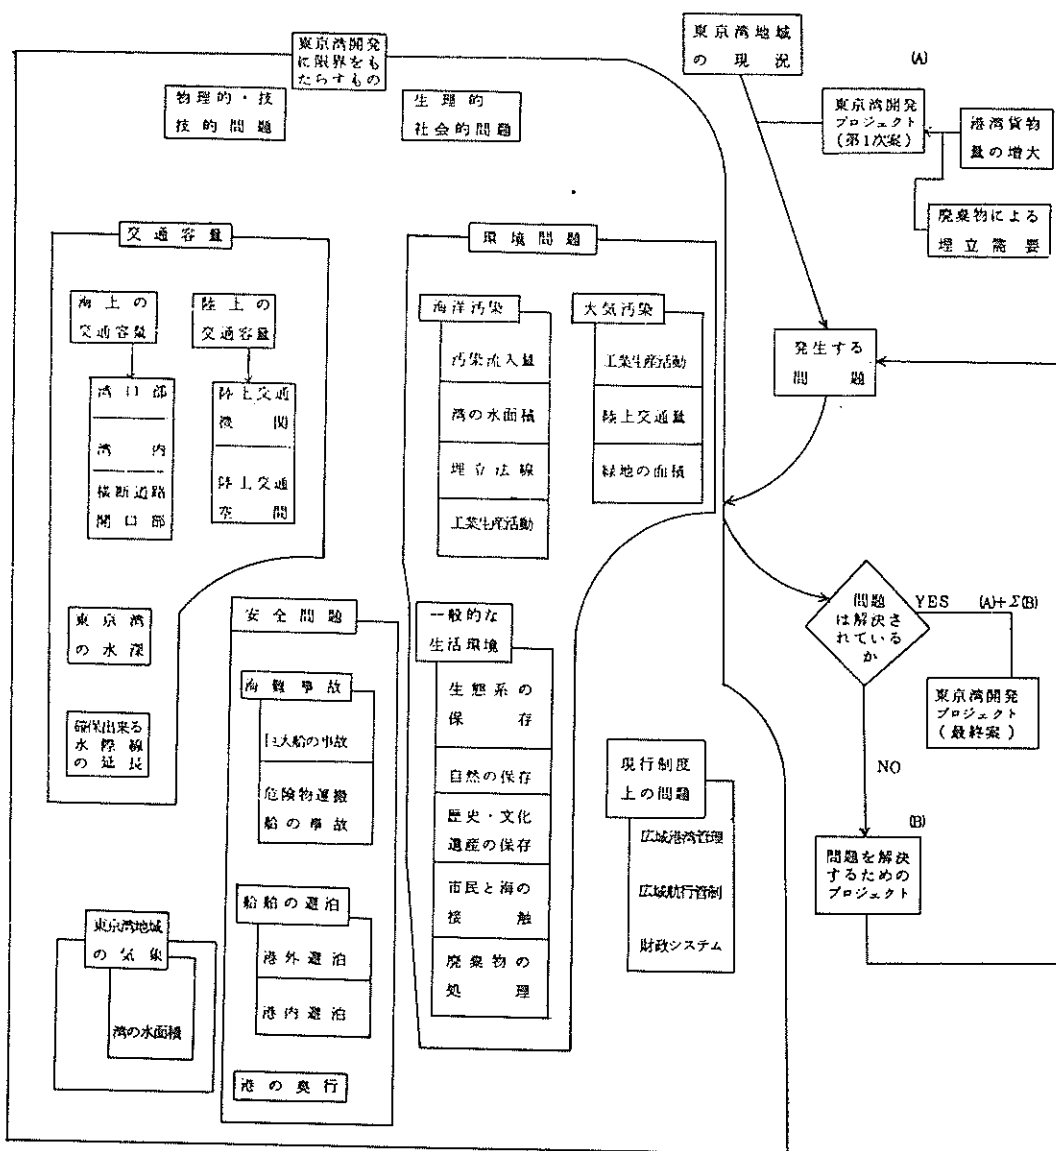 東京湾開発
に限界をも
たらすもの
物理的・技
技的問題
生理的
社会的問題
東京湾地域
の現況
(A)
東京湾開発
プロジェクト
(第1次案)
港湾貨物
量の増大
廃棄物による
埋立需要
交通容量
海上の
交通容量
陸上の
交通容量
湾口部
湾内
横断道路
開口部
陸上交通
機関
陸上交通
空間
東京湾
の水深
確保出来る
水際線
の延長
環境問題
海洋汚染
汚染流入量
湾の水面積
埋立法線
工業生産活動
大気汚染
工業生産活動
陸上交通量
緑地の面積
一般的な
生活環境
生態系の
保存
自然の保存
歴史・文化
遺産の保存
市民と海の
接触
廃棄物の
処理
安全問題
海難事故
巨大船の事故
危険物運搬
船の事故
船舶の避泊
港外避泊
港内避泊
港の奥行
東京湾地域
の気象
湾の水面積
現行制度
上の問題
広域港湾管理
広域航行管制
財政システム
発生する
問題
問題
は解決さ
れているか
YES
(A)+Σ(B)
東京湾開発
プロジェクト
(最終案)
NO
(B)
問題を解決
するための
プロジェクト